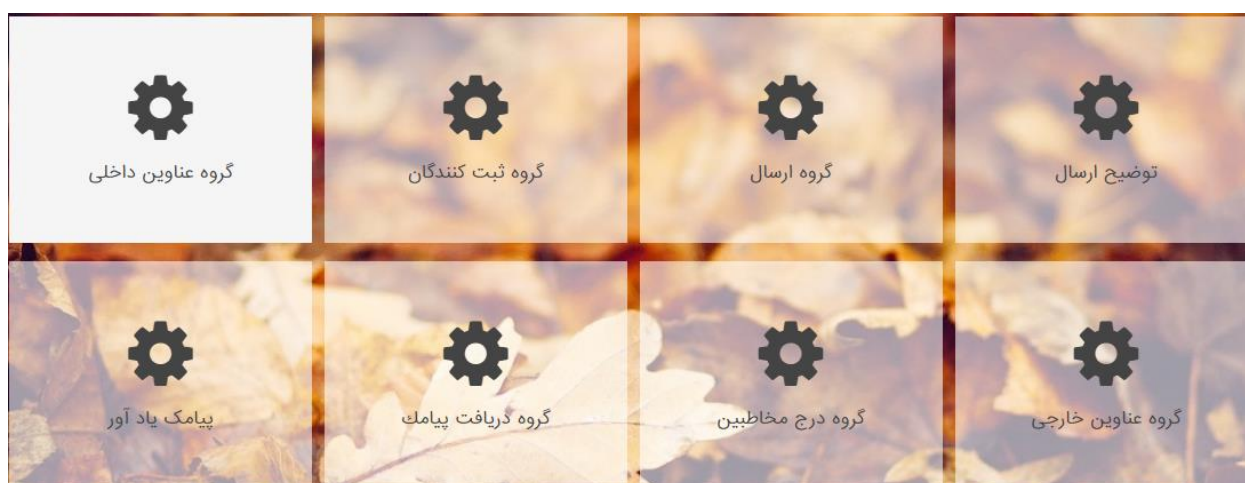 توضیح ارسال
گروه ارسال
گروه ثبت کنندگان
گروه عناوین داخلی
گروه عناوین خارجی
گروه درج مخاطبین
گروه دریافت پیامك
پیامک یاد آور